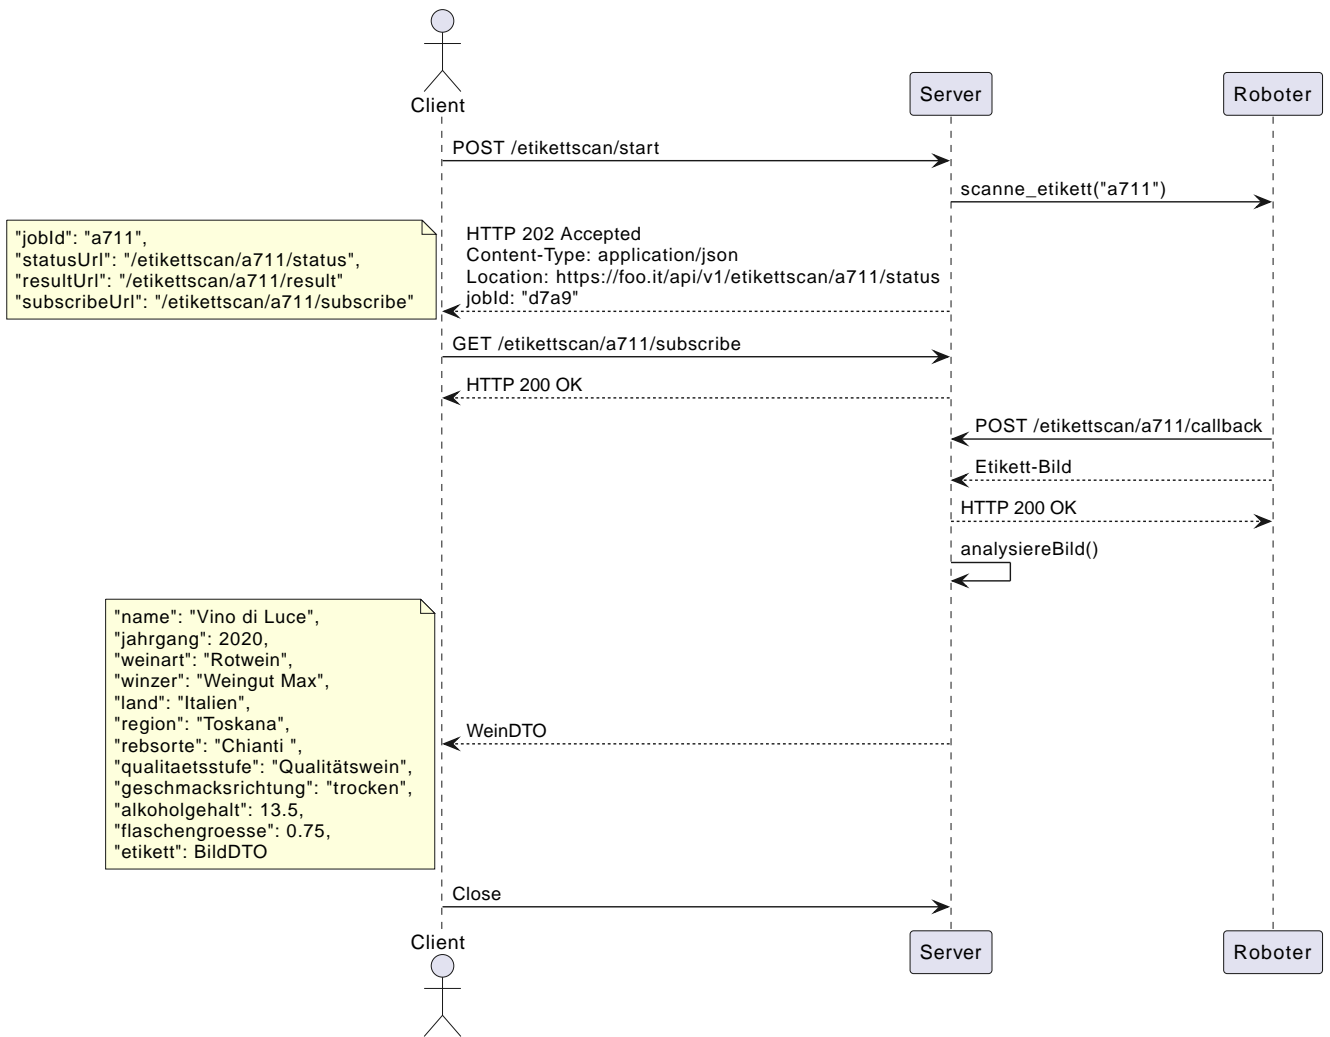 Client
Server
Roboter
POST /etikettscan/start
scanne_etikett("a711")
"jobId": "a711",
"statusUrl": "/etikettscan/a711/status",
"resultUrl": "/etikettscan/a711/result"
"subscribeUrl": "/etikettscan/a711/subscribe"
HTTP 202 Accepted
Content-Type: application/json
Location: https://foo.it/api/v1/etikettscan/a711/status
jobId: "d7a9"
GET /etikettscan/a711/subscribe
HTTP 200 OK
POST /etikettscan/a711/callback
Etikett-Bild
HTTP 200 OK
analysiereBild()
"name": "Vino di Luce",
"jahrgang": 2020,
"weinart": "Rotwein",
"winzer": "Weingut Max",
"land": "Italien",
"region": "Toskana",
"rebsorte": "Chianti ",
"qualitaetsstufe": "Qualitätswein",
"geschmacksrichtung": "trocken",
"alkoholgehalt": 13.5,
"flaschengroesse": 0.75,
"etikett": BildDTO
WeinDTO
Close
Client
Server
Roboter